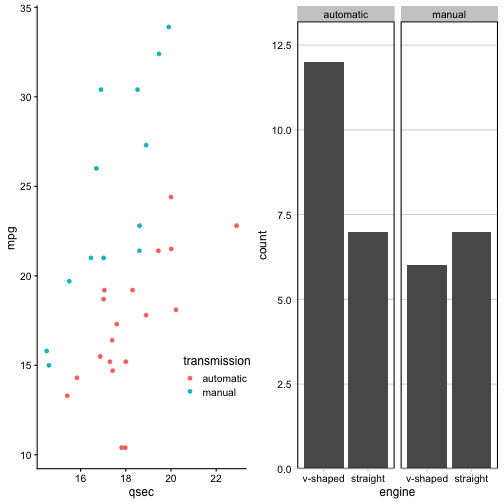 35
30
25
20
15
10
mpg
16 18 20 22
qsec
transmission
automatic
manual
automatic manual
12.5
10.0
7.5
5.0
2.5
0.0
count
v-shaped straight v-shaped straight
engine